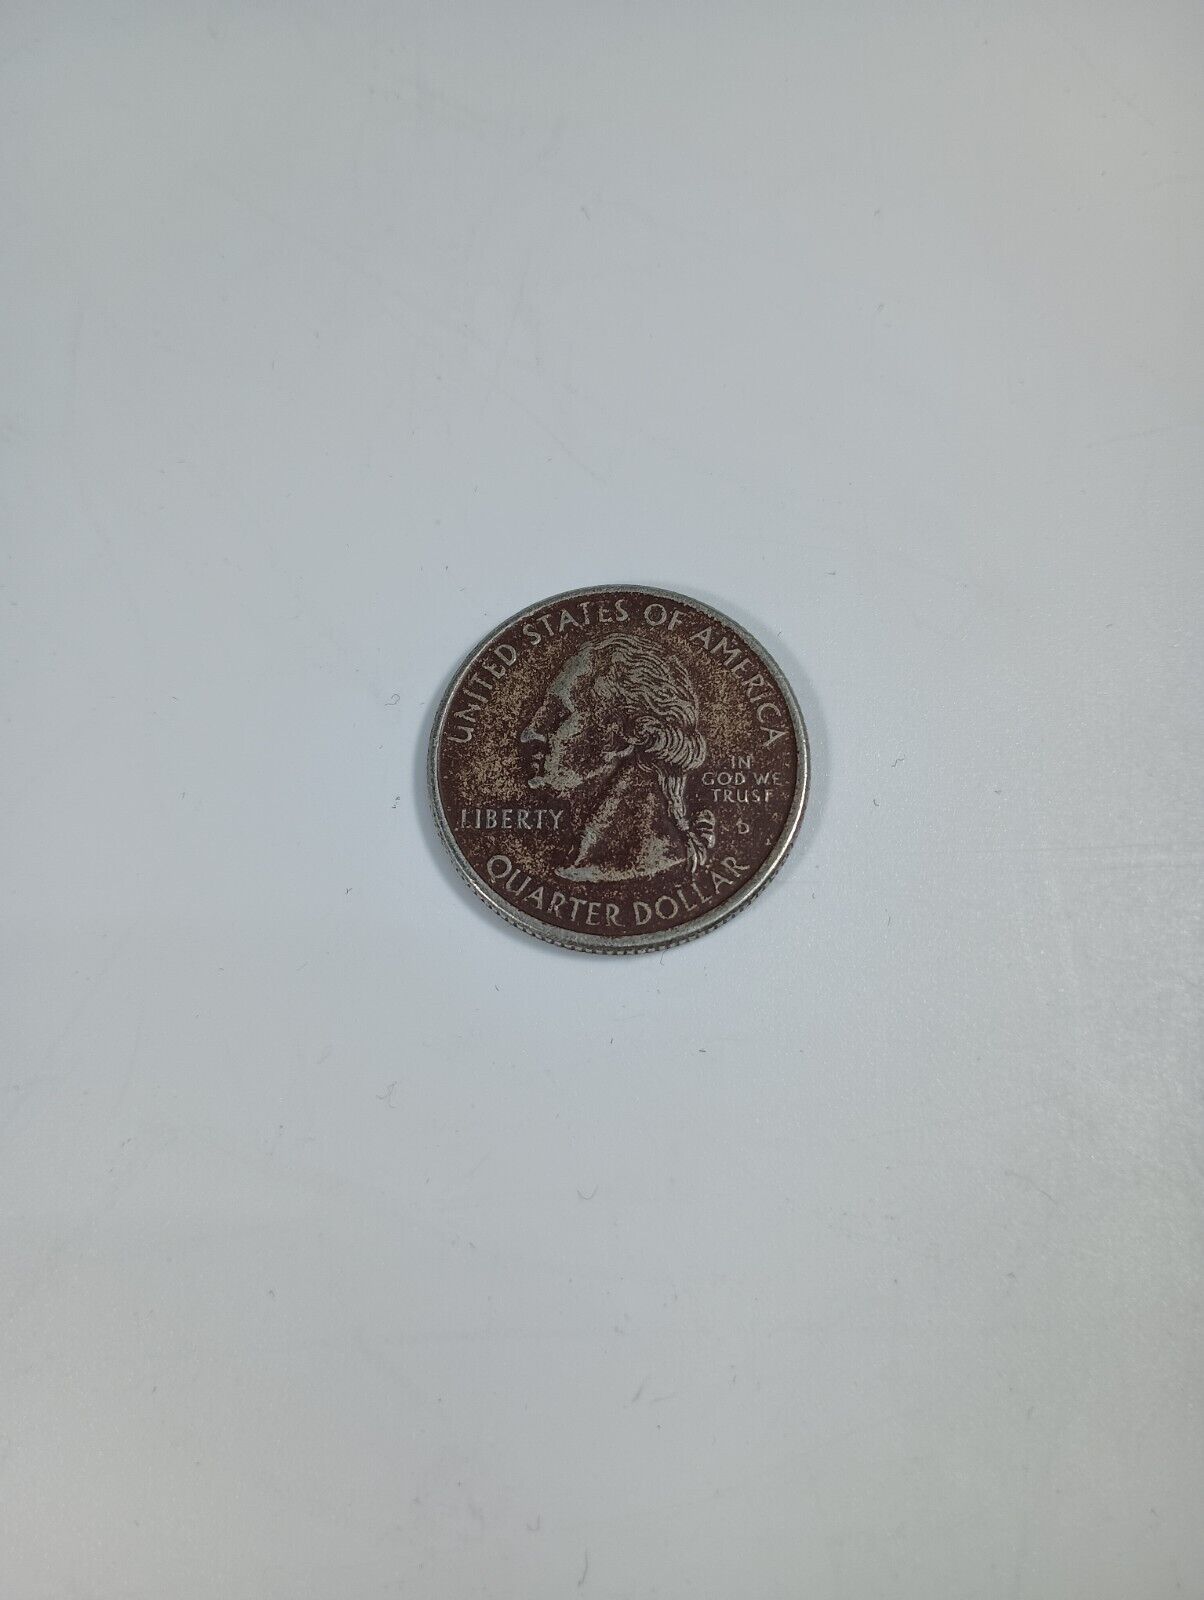 UNITED STATES OF AMERICA
LIBERTY
IN
GOD WE
TRUST
D
QUARTER DOLLAR